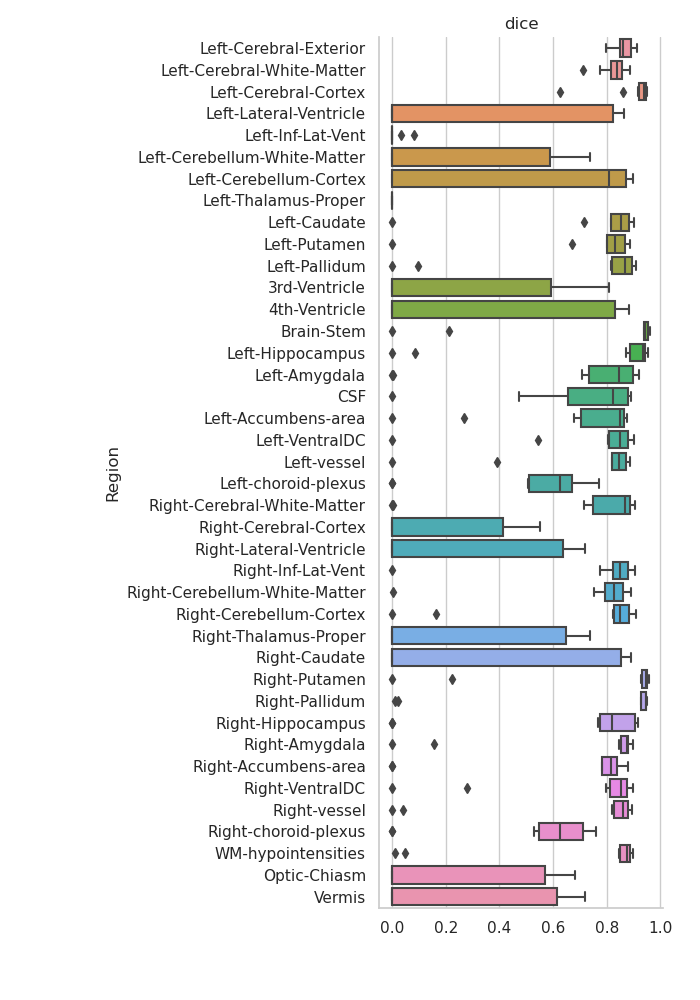 dice
Left-Cerebral-Exterior
Left-Cerebral-White-Matter
Left-Cerebral-Cortex
Left-Lateral-Ventricle
Left-Inf-Lat-Vent
Left-Cerebellum-White-Matter
Left-Cerebellum-Cortex
Left-Thalamus-Proper
Left-Caudate
Left-Putamen
Left-Pallidum
3rd-Ventricle
4th-Ventricle
Brain-Stem
Left-Hippocampus
Left-Amygdala
CSF
Left-Accumbens-area
Left-VentralDC
Left-vessel
Left-choroid-plexus
Right-Cerebral-White-Matter
Right-Cerebral-Cortex
Right-Lateral-Ventricle
Right-Inf-Lat-Vent
Right-Cerebellum-White-Matter
Right-Cerebellum-Cortex
Right-Thalamus-Proper
Right-Caudate
Right-Putamen
Right-Pallidum
Right-Hippocampus
Right-Amygdala
Right-Accumbens-area
Right-VentralDC
Right-vessel
Right-choroid-plexus
WM-hypointensities
Optic-Chiasm
Vermis
Region
0.0 0.2 0.4 0.6 0.8 1.0